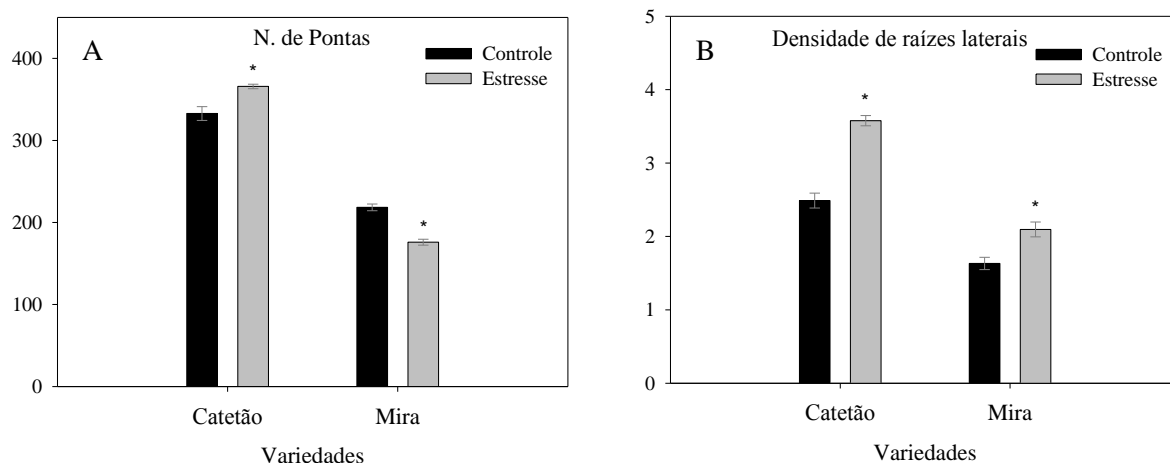 A
N. de Pontas
Controle
Estresse
400
300
200
100
0
*
*
Catetão
Mira
Variedades
B
Densidade de raízes laterais
Controle
Estresse
5
4
3
2
1
0
*
*
Catetão
Mira
Variedades